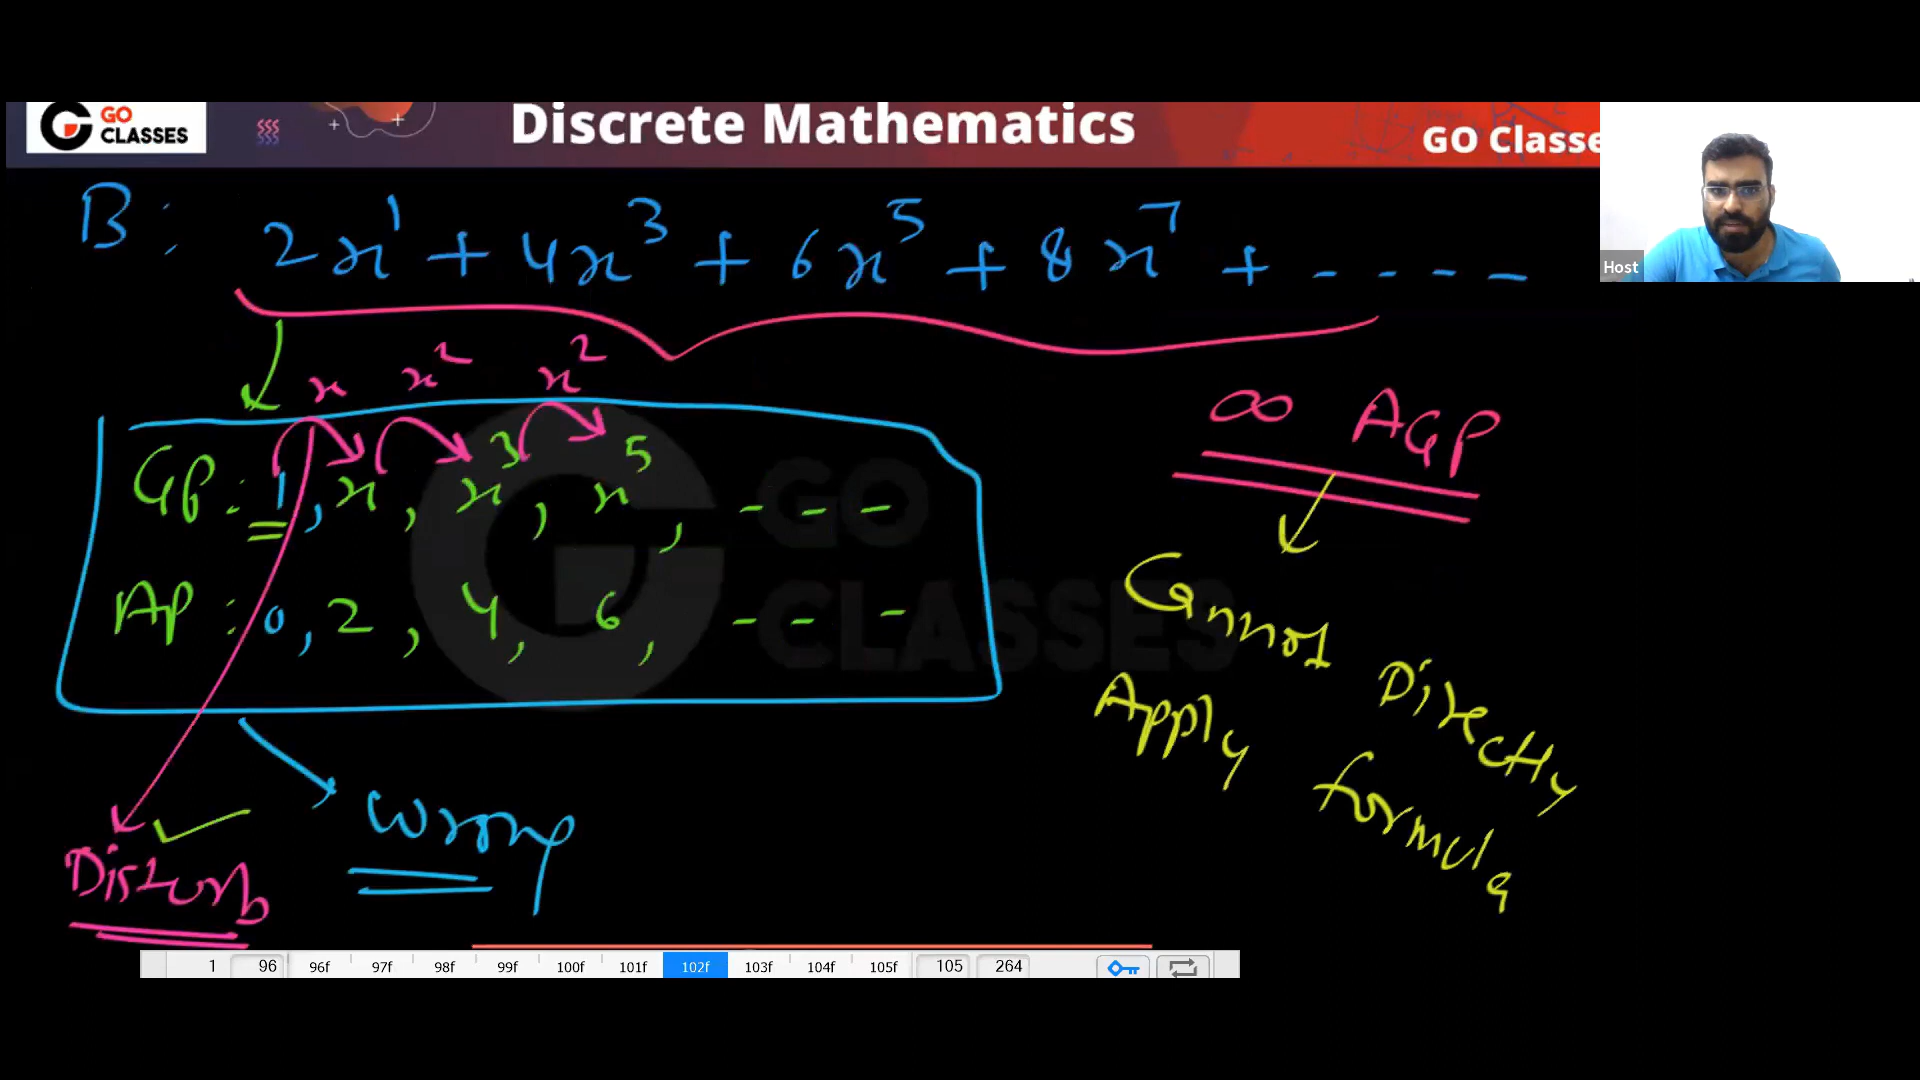 GO CLASSES
Discrete Mathematics
GO Classe
Host
B: 2x¹ + 4x³ + 6x⁵ + 8x⁷ + - - - -
x x² x²
GP: 1, x, x³, x⁵, - - -
AP: 0, 2, 4, 6, - - -
∞ AGP
Cannot Directly
Apply formula
GO CLASSES
Disturb
Wrong
1 96 96f 97f 98f 99f 100f 101f 102f 103f 104f 105f 105 264